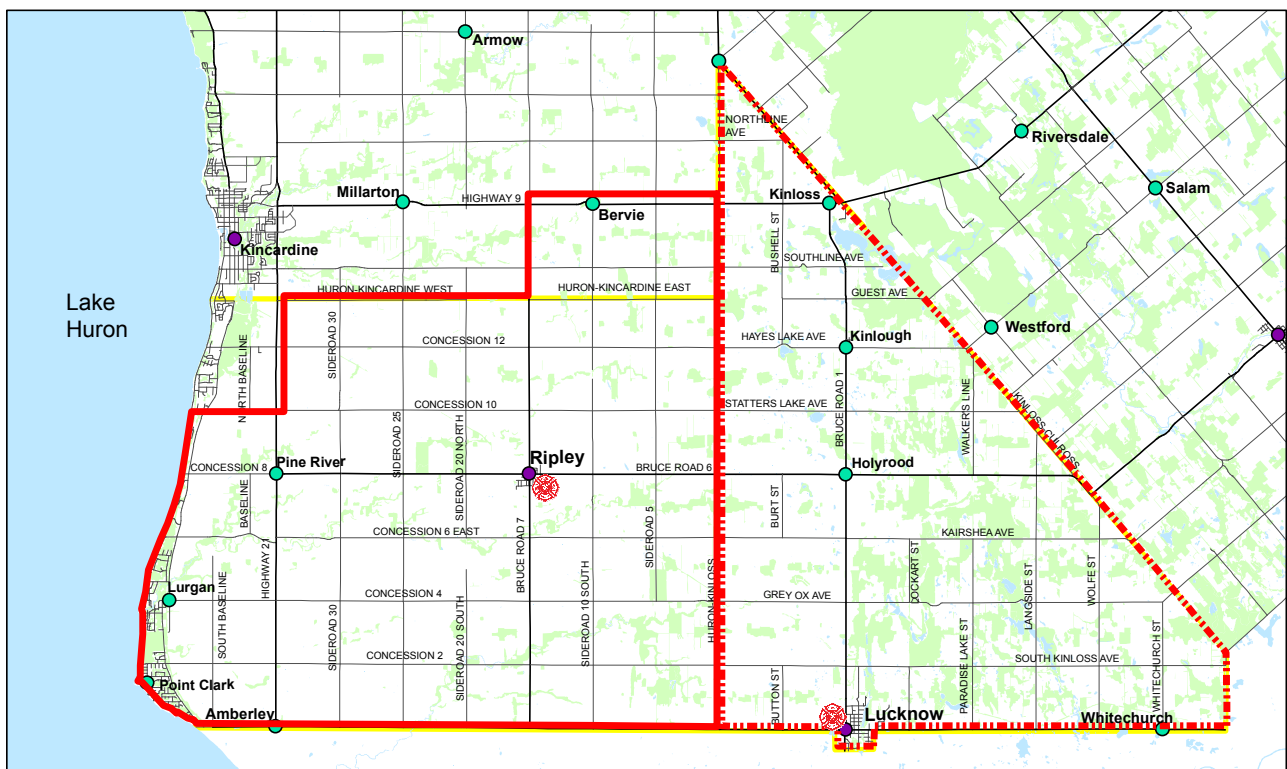 Armow
NORTHLINE
AVE
Riversdale
Salam
Millarton
HIGHWAY 9
Bervie
Kinloss
Kincardine
BUSHELL ST
SOUTHLINE AVE
Lake
Huron
HURON-KINCARDINE WEST
HURON-KINCARDINE EAST
GUEST AVE
Westford
SIDEROAD 30
NORTH BASELINE
CONCESSION 12
HAYES LAKE AVE
Kinlough
CONCESSION 10
STATTERS LAKE AVE
BRUCE ROAD 1
WALKER'S LINE
KINLOSS-CULROSS
SIDEROAD 25
SIDEROAD 20 NORTH
CONCESSION 8
Pine River
Ripley
BRUCE ROAD 6
Holyrood
BASELINE
BURT ST
CONCESSION 6 EAST
KAIRSHEA AVE
HIGHWAY 21
BRUCE ROAD 7
SIDEROAD 5
Lurgan
CONCESSION 4
GREY OX AVE
LANGSIDE ST
WOLFE ST
SOUTH BASELINE
SIDEROAD 30
SIDEROAD 20 SOUTH
SIDEROAD 10 SOUTH
HURON-KINLOSS
CONCESSION 2
SOUTH KINLOSS AVE
Point Clark
BUTTON ST
PARADISE LAKE ST
WHITECHURCH ST
Amberley
Lucknow
Whitechurch